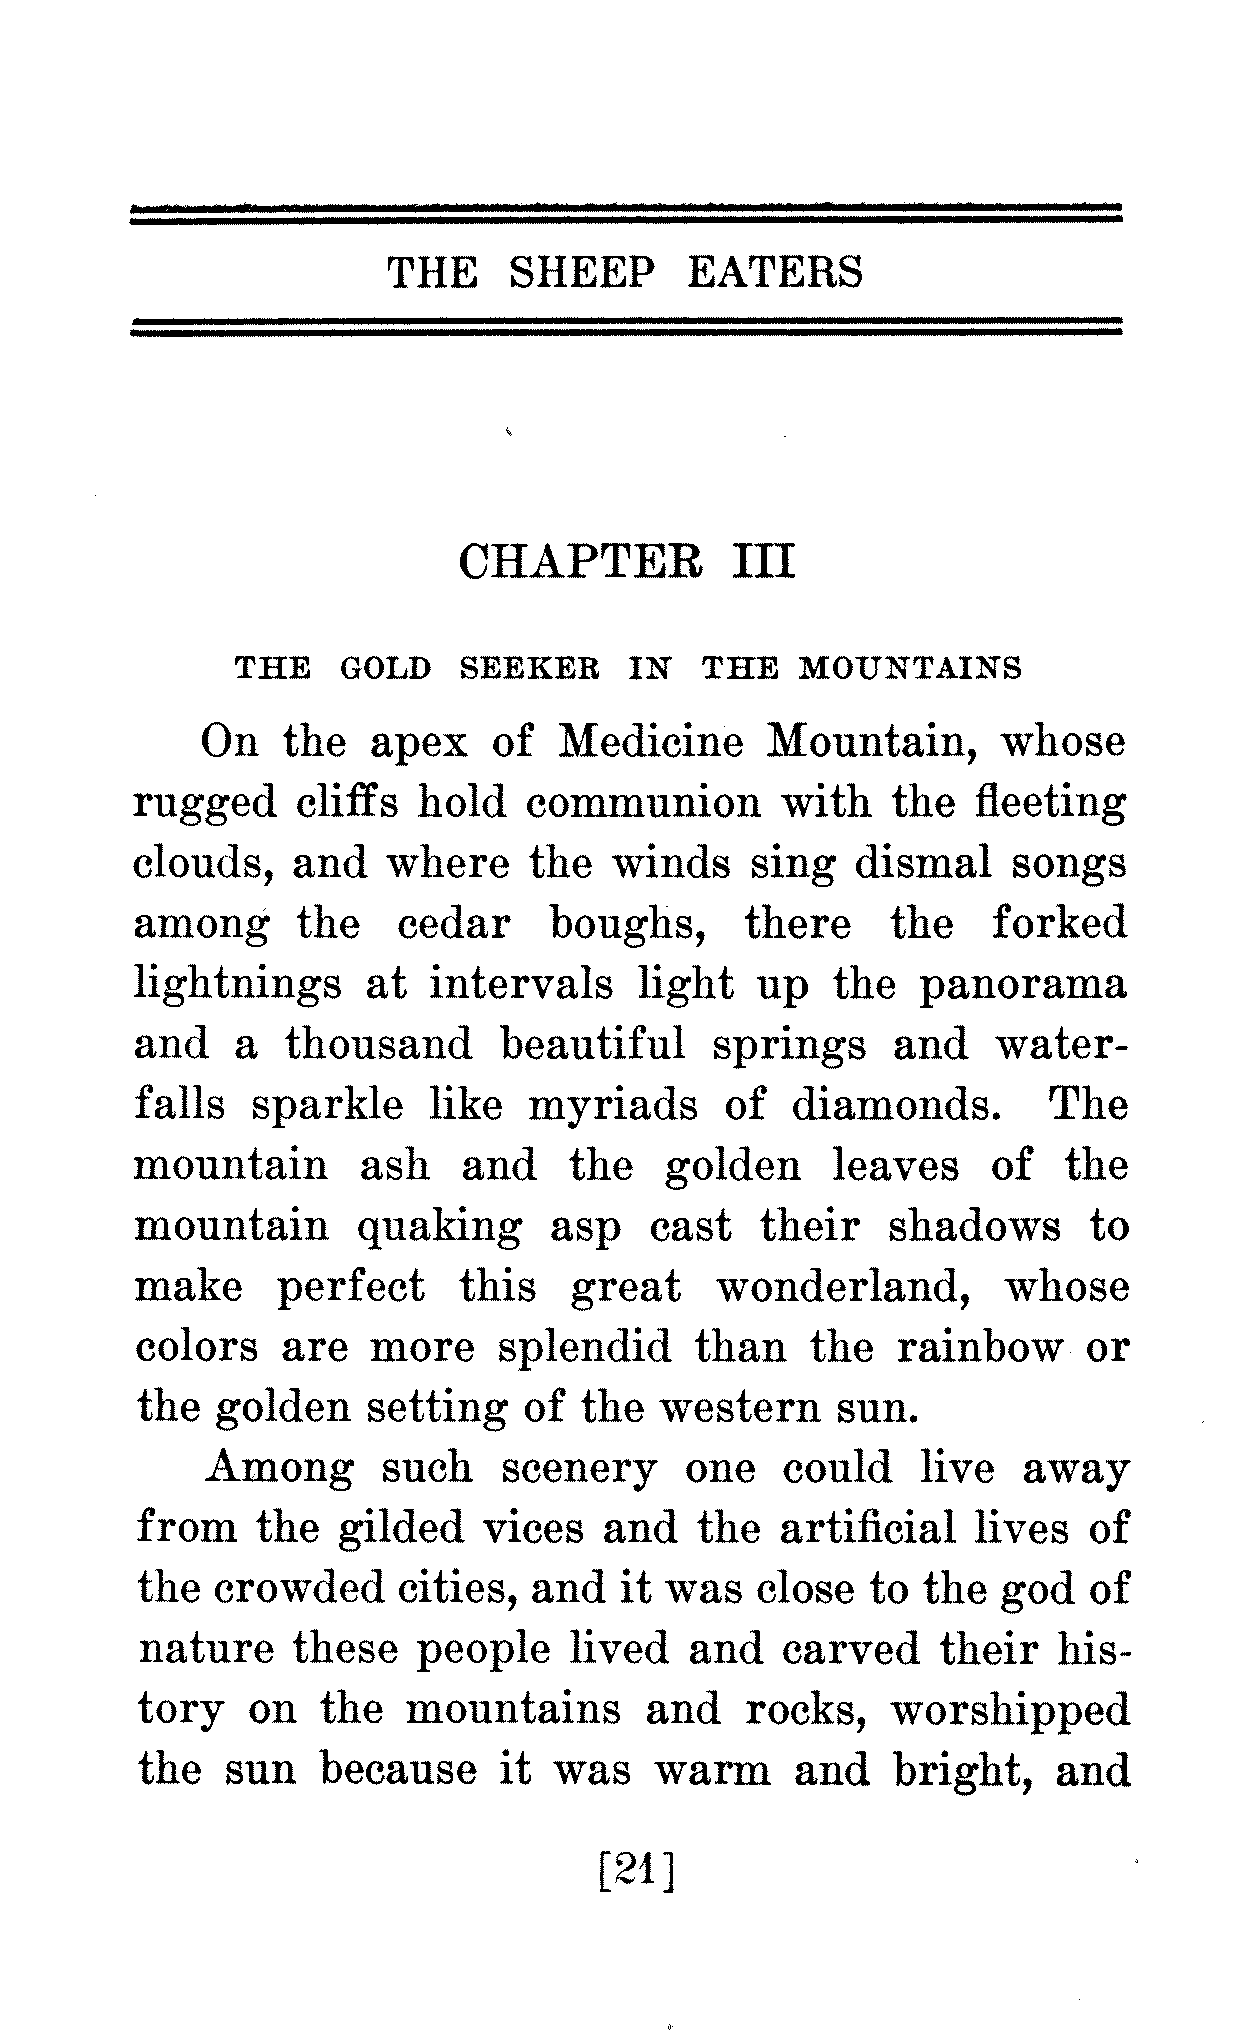 THE SHEEP EATERS
CHAPTER III
THE GOLD SEEKER IN THE MOUNTAINS
On the apex of Medicine Mountain, whose
rugged cliffs hold communion with the fleeting
clouds, and where the winds sing dismal songs
among the cedar boughs, there the forked
lightnings at intervals light up the panorama
and a thousand beautiful springs and water-
falls sparkle like myriads of diamonds. The
mountain ash and the golden leaves of the
mountain quaking asp cast their shadows to
make perfect this great wonderland, whose
colors are more splendid than the rainbow or
the golden setting of the western sun.
Among such scenery one could live away
from the gilded vices and the artificial lives of
the crowded cities, and it was close to the god of
nature these people lived and carved their his-
tory on the mountains and rocks, worshipped
the sun because it was warm and bright, and
[21]